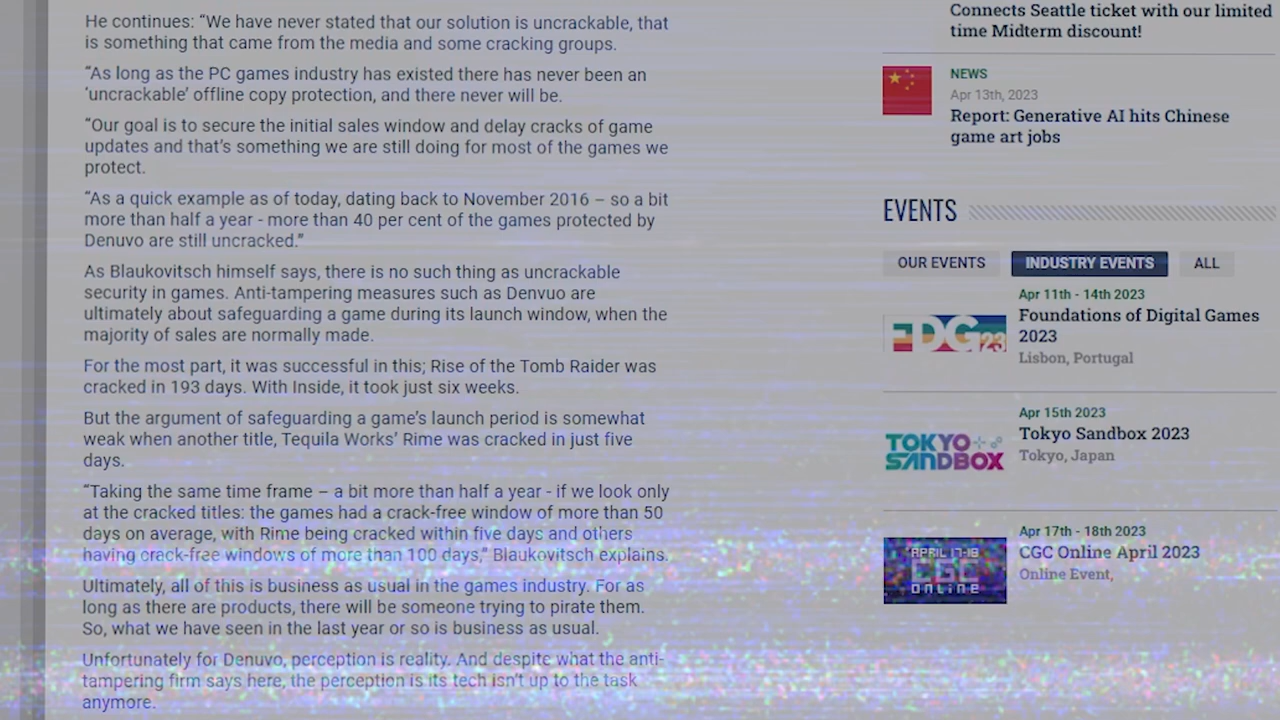 He continues: “We have never stated that our solution is uncrackable, that
is something that came from the media and some cracking groups.
“As long as the PC games industry has existed there has never been an
‘uncrackable’ offline copy protection, and there never will be.
“Our goal is to secure the initial sales window and delay cracks of game
updates and that’s something we are still doing for most of the games we
protect.
“As a quick example as of today, dating back to November 2016 – so a bit
more than half a year - more than 40 per cent of the games protected by
Denuvo are still uncracked.”
As Blaukovitsch himself says, there is no such thing as uncrackable
security in games. Anti-tampering measures such as Denvuo are
ultimately about safeguarding a game during its launch window, when the
majority of sales are normally made.
For the most part, it was successful in this; Rise of the Tomb Raider was
cracked in 193 days. With Inside, it took just six weeks.
But the argument of safeguarding a game’s launch period is somewhat
weak when another title, Tequila Works’ Rime was cracked in just five
days.
“Taking the same time frame – a bit more than half a year - if we look only
at the cracked titles: the games had a crack-free window of more than 50
days on average, with Rime being cracked within five days and others
having crack-free windows of more than 100 days,” Blaukovitsch explains.
Ultimately, all of this is business as usual in the games industry. For as
long as there are products, there will be someone trying to pirate them.
So, what we have seen in the last year or so is business as usual.
Unfortunately for Denuvo, perception is reality. And despite what the anti-
tampering firm says here, the perception is its tech isn’t up to the task
anymore.
Connects Seattle ticket with our limited
time Midterm discount!
NEWS
Apr 13th, 2023
Report: Generative AI hits Chinese
game art jobs
EVENTS
OUR EVENTS
INDUSTRY EVENTS
ALL
Apr 11th - 14th 2023
FDG23
Foundations of Digital Games
2023
Lisbon, Portugal
Apr 15th 2023
TOKYO
SANDBOX
Tokyo Sandbox 2023
Tokyo, Japan
Apr 17th - 18th 2023
APRIL 17-18
CGC
ONLINE
CGC Online April 2023
Online Event,